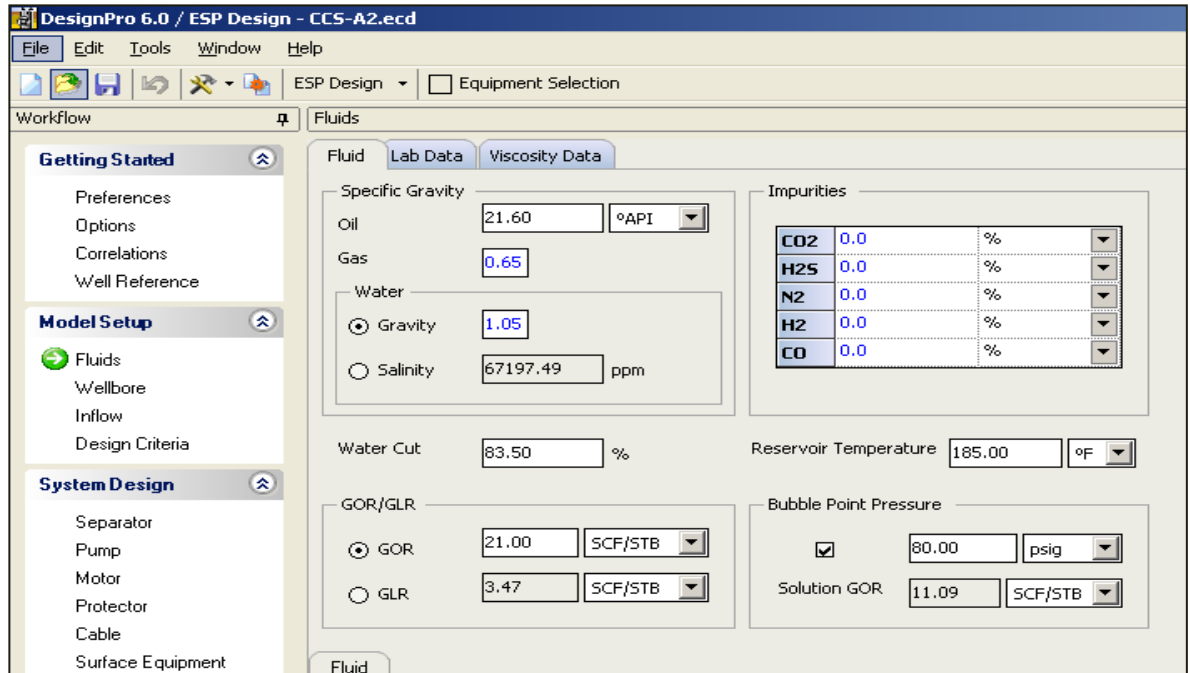 DesignPro 6.0 / ESP Design - CCS-A2.ecd
File Edit Tools Window Help
ESP Design Equipment Selection
Workflow
Getting Started
Preferences
Options
Correlations
Well Reference
Model Setup
Fluids
Wellbore
Inflow
Design Criteria
System Design
Separator
Pump
Motor
Protector
Cable
Surface Equipment
Fluids
Fluid Lab Data Viscosity Data
Specific Gravity
Oil 21.60 ºAPI
Gas 0.65
Water
Gravity 1.05
Salinity 67197.49 ppm
Impurities
CO2 0.0 %
H2S 0.0 %
N2 0.0 %
H2 0.0 %
CO 0.0 %
Water Cut 83.50 %
Reservoir Temperature 185.00 ºF
GOR/GLR
GOR 21.00 SCF/STB
GLR 3.47 SCF/STB
Bubble Point Pressure
80.00 psig
Solution GOR 11.09 SCF/STB
Fluid